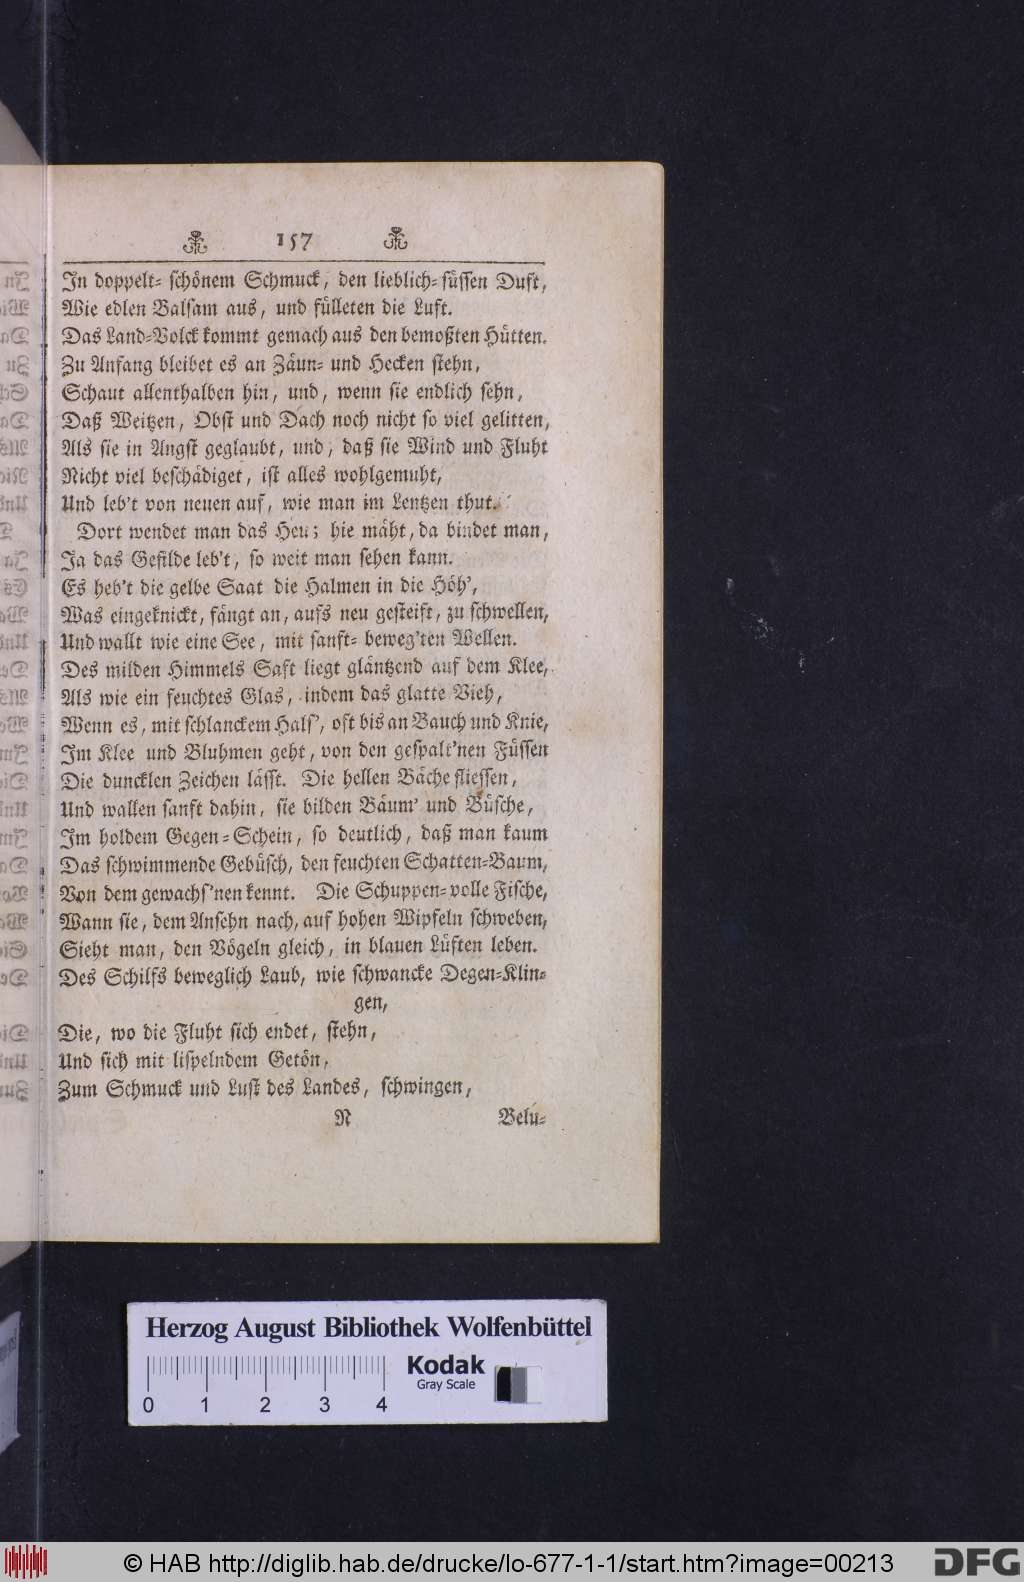 157
In doppelt-schönem Schmuck, den lieblich-süssen Duft,
Wie edlen Balsam aus, und fülleten die Luft.
Das Land-Volck kommt gemach aus den bemoßten Hütten.
Zu Anfang bleibet es an Zäun- und Hecken stehn,
Schaut allenthalben hin, und, wenn sie endlich sehn,
Daß Weitzen, Obst und Dach noch nicht so viel gelitten,
Als sie in Angst geglaubt, und, daß sie Wind und Fluht
Nicht viel beschädiget, ist alles wohlgemuht,
Und leb't von neuen auf, wie man im Lentzen thut.
Dort wendet man das Heu; hie mäht, da bindet man,
Ja das Gefilde leb't, so weit man sehen kann.
Es heb't die gelbe Saat die Halmen in die Höh',
Was eingeknickt, fängt an, aufs neu gesteift, zu schwellen,
Und wallt wie eine See, mit sanft-beweg'ten Wellen.
Des milden Himmels Saft liegt gläntzend auf dem Klee,
Als wie ein feuchtes Glas, indem das glatte Vieh,
Wenn es, mit schlanckem Hals', oft bis an Bauch und Knie,
Im Klee und Bluhmen geht, von den gespalt'nen Füssen
Die duncklen Zeichen lässt. Die hellen Bäche fliessen,
Und wallen sanft dahin, sie bilden Bäum' und Büsche,
Im holdem Gegen-Schein, so deutlich, daß man kaum
Das schwimmende Gebüsch, den feuchten Schatten-Baum,
Von dem gewachs'nen kennt. Die Schuppen-volle Fische,
Wann sie, dem Ansehn nach, auf hohen Wipfeln schweben,
Sieht man, den Vögeln gleich, in blauen Lüften leben.
Des Schilfs beweglich Laub, wie schwancke Degen-Klin-
gen,
Die, wo die Fluht sich endet, stehn,
Und sich mit lispelndem Getön,
Zum Schmuck und Lust des Landes, schwingen,
N Belu-
Herzog August Bibliothek Wolfenbüttel
Kodak
Gray Scale
0 1 2 3 4
© HAB http://diglib.hab.de/drucke/lo-677-1-1/start.htm?image=00213
DFG